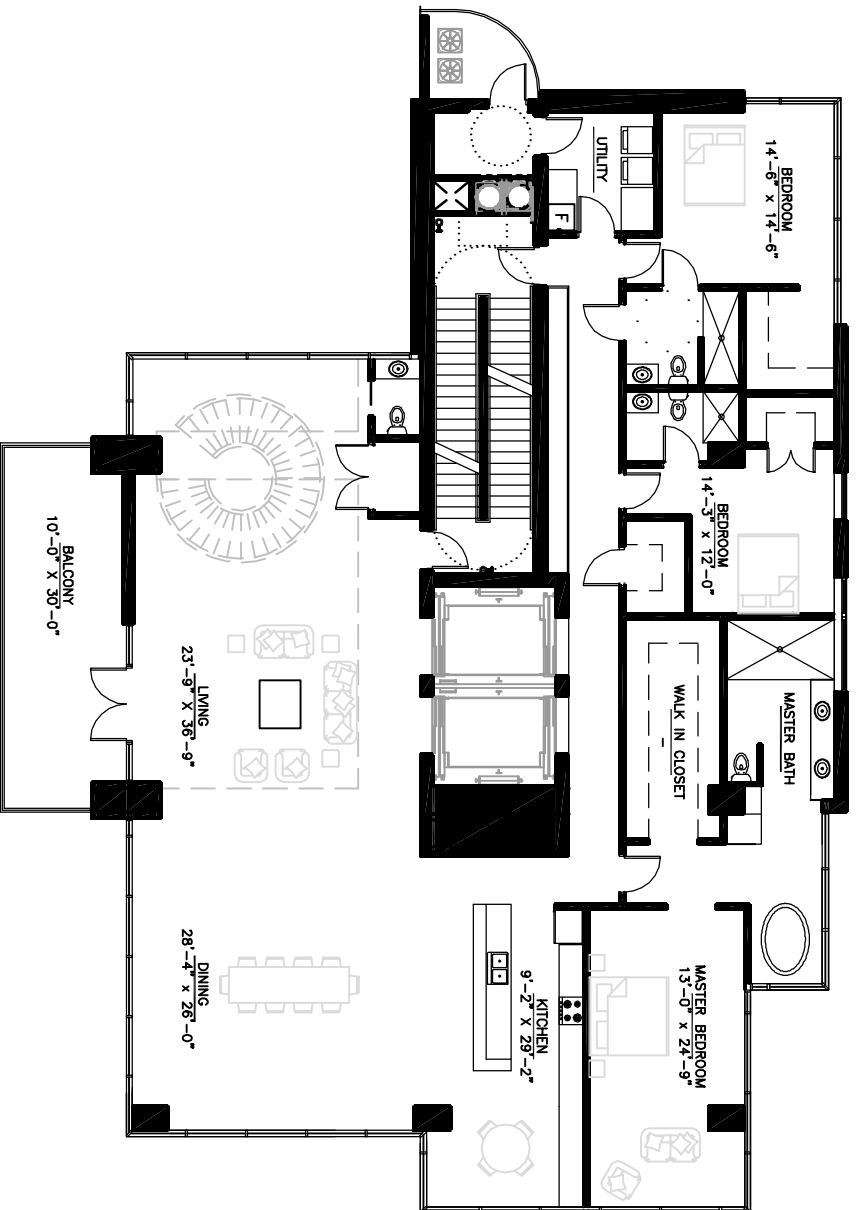 BEDROOM
14'-6" x 14'-6"
UTILITY
F
BEDROOM
14'-3" x 12'-0"
BALCONY
10'-0" X 30'-0"
LIVING
23'-9" X 36'-9"
WALK IN CLOSET
MASTER BATH
DINING
28'-4" x 26'-0"
KITCHEN
9'-2" X 29'-2"
MASTER BEDROOM
13'-0" x 24'-9"